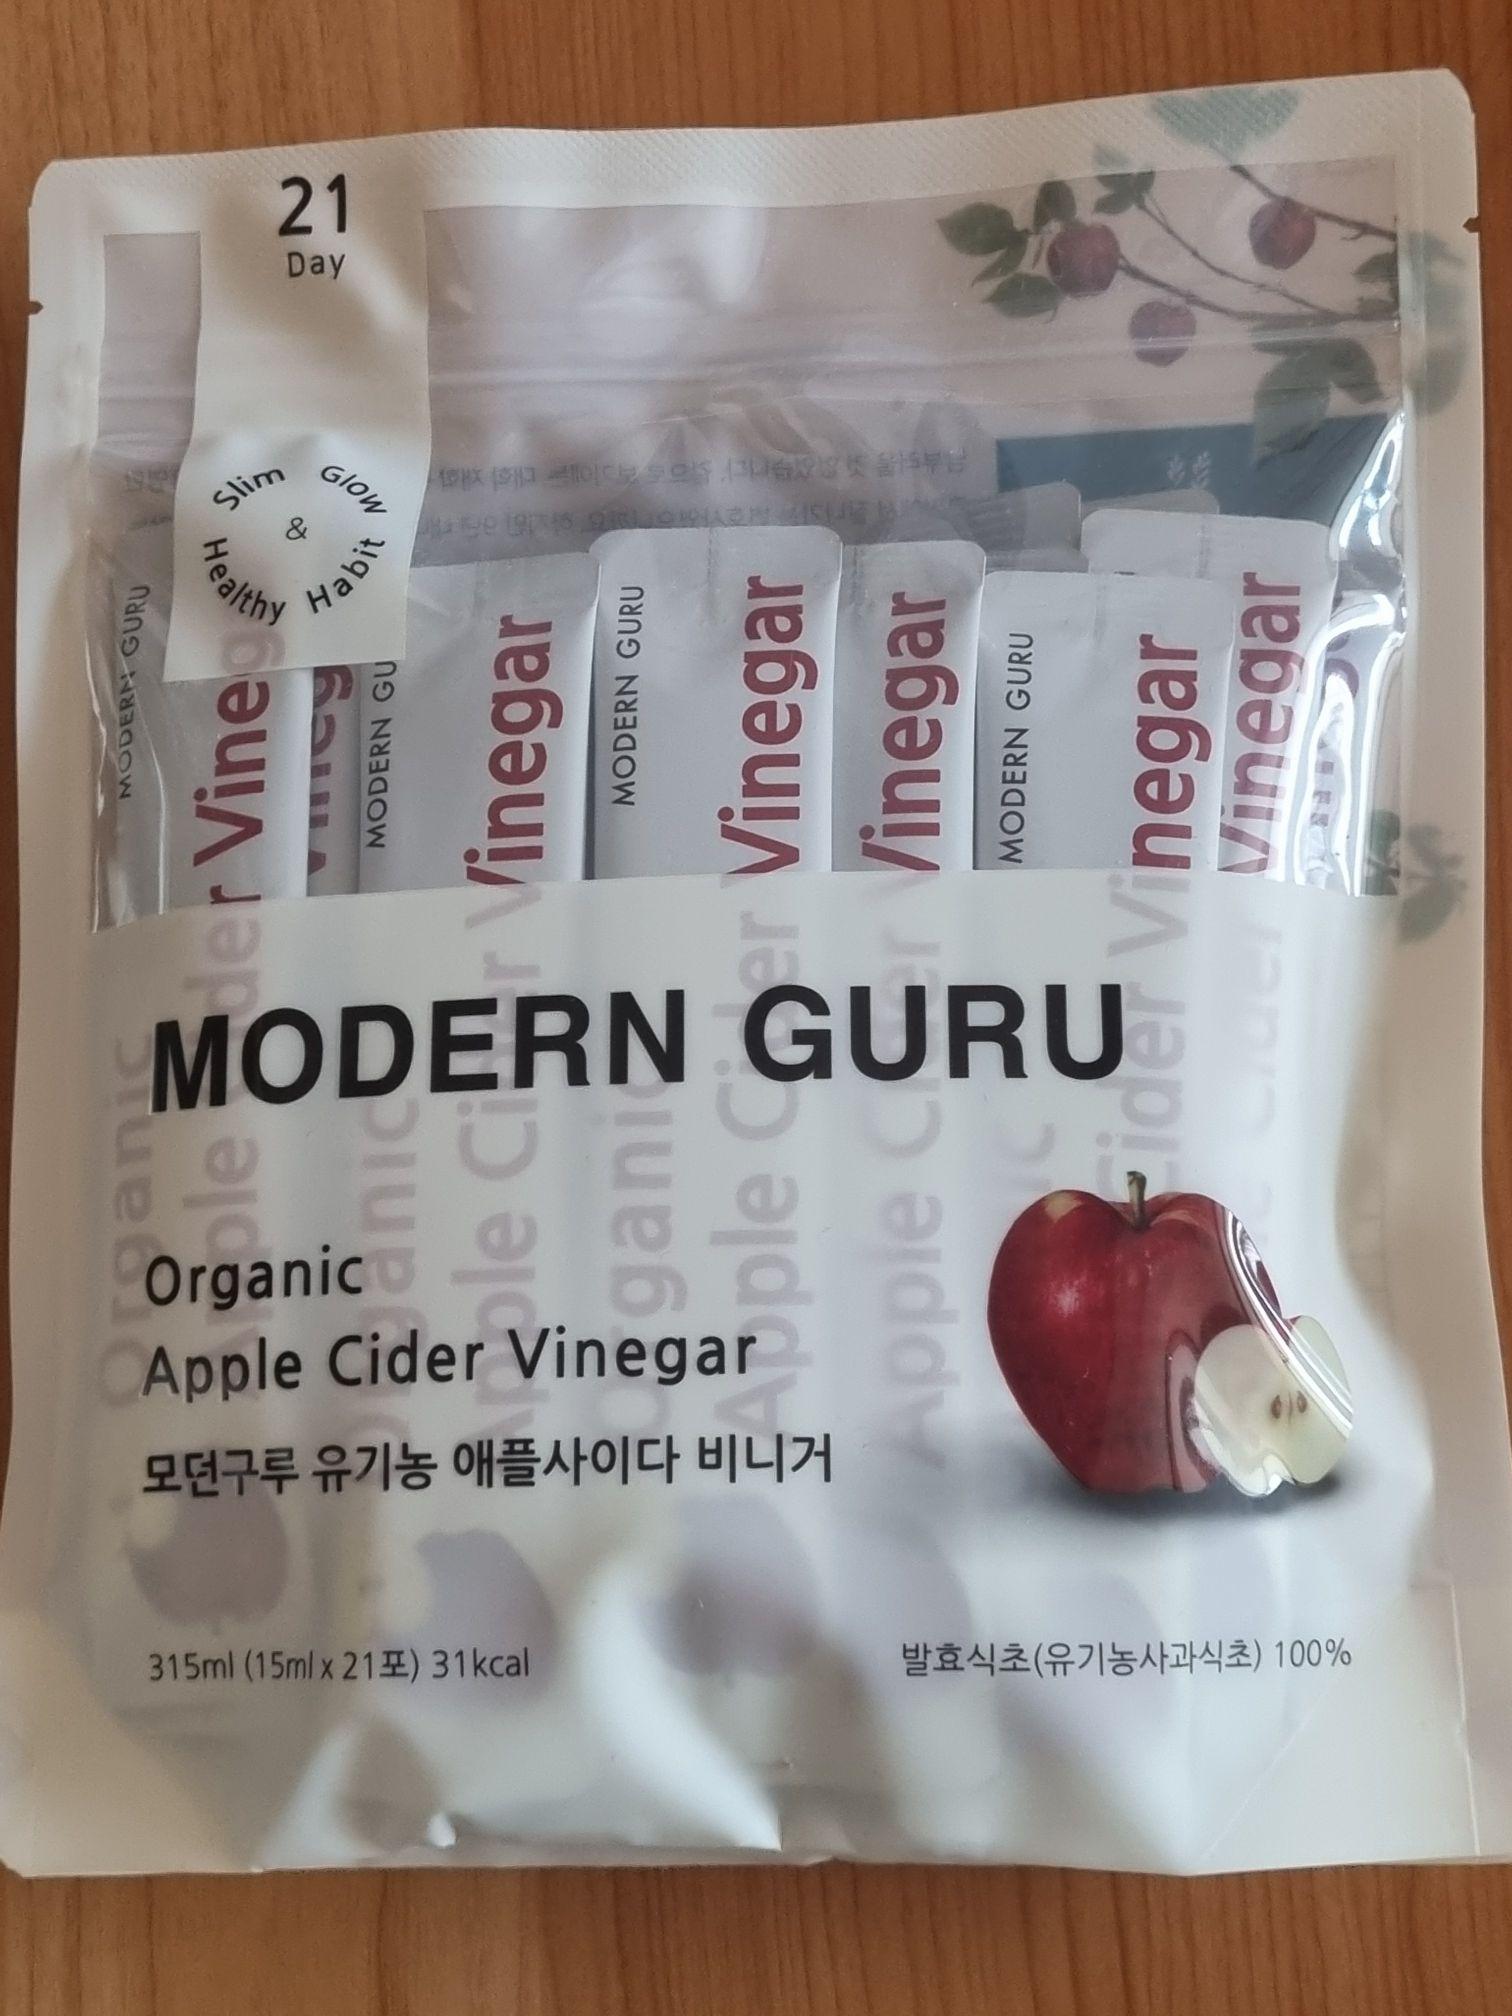 21
Day
Slim Glow
&
Healthy Habit
MODERN GURU
Vineg
MODERN GU
Vinegar
MODERN GURU
Vinegar
Vinegar
MODERN GURU
Vinegar
Vinegar
MODERN GURU
Organic
Apple Cider Vinegar
모던구루 유기농 애플사이다 비니거
315ml (15ml x 21포) 31kcal
발효식초(유기농사과식초) 100%